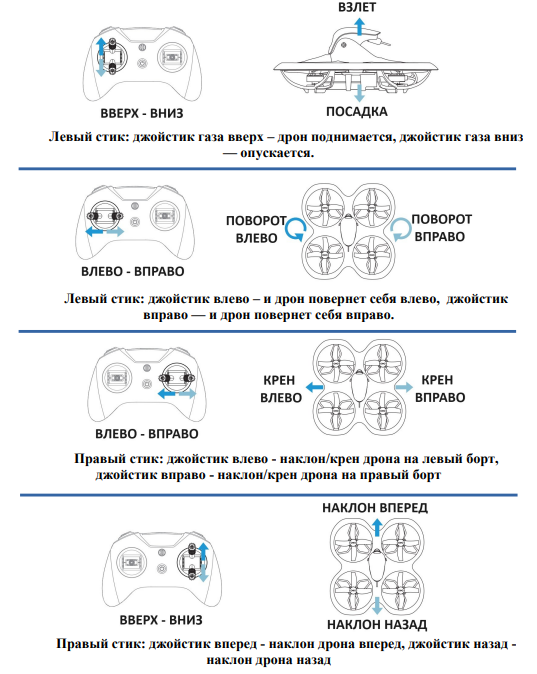 ВЗЛЕТ
ВВЕРХ - ВНИЗ
ПОСАДКА
Левый стик: джойстик газа вверх – дрон поднимается, джойстик газа вниз
— опускается.
ПОВОРОТ
ВЛЕВО
ПОВОРОТ
ВПРАВО
ВЛЕВО - ВПРАВО
Левый стик: джойстик влево – и дрон повернет себя влево, джойстик
вправо — и дрон повернет себя вправо.
КРЕН
ВЛЕВО
КРЕН
ВПРАВО
ВЛЕВО - ВПРАВО
Правый стик: джойстик влево - наклон/крен дрона на левый борт,
джойстик вправо - наклон/крен дрона на правый борт
НАКЛОН ВПЕРЕД
ВВЕРХ - ВНИЗ
НАКЛОН НАЗАД
Правый стик: джойстик вперед - наклон дрона вперед, джойстик назад -
наклон дрона назад